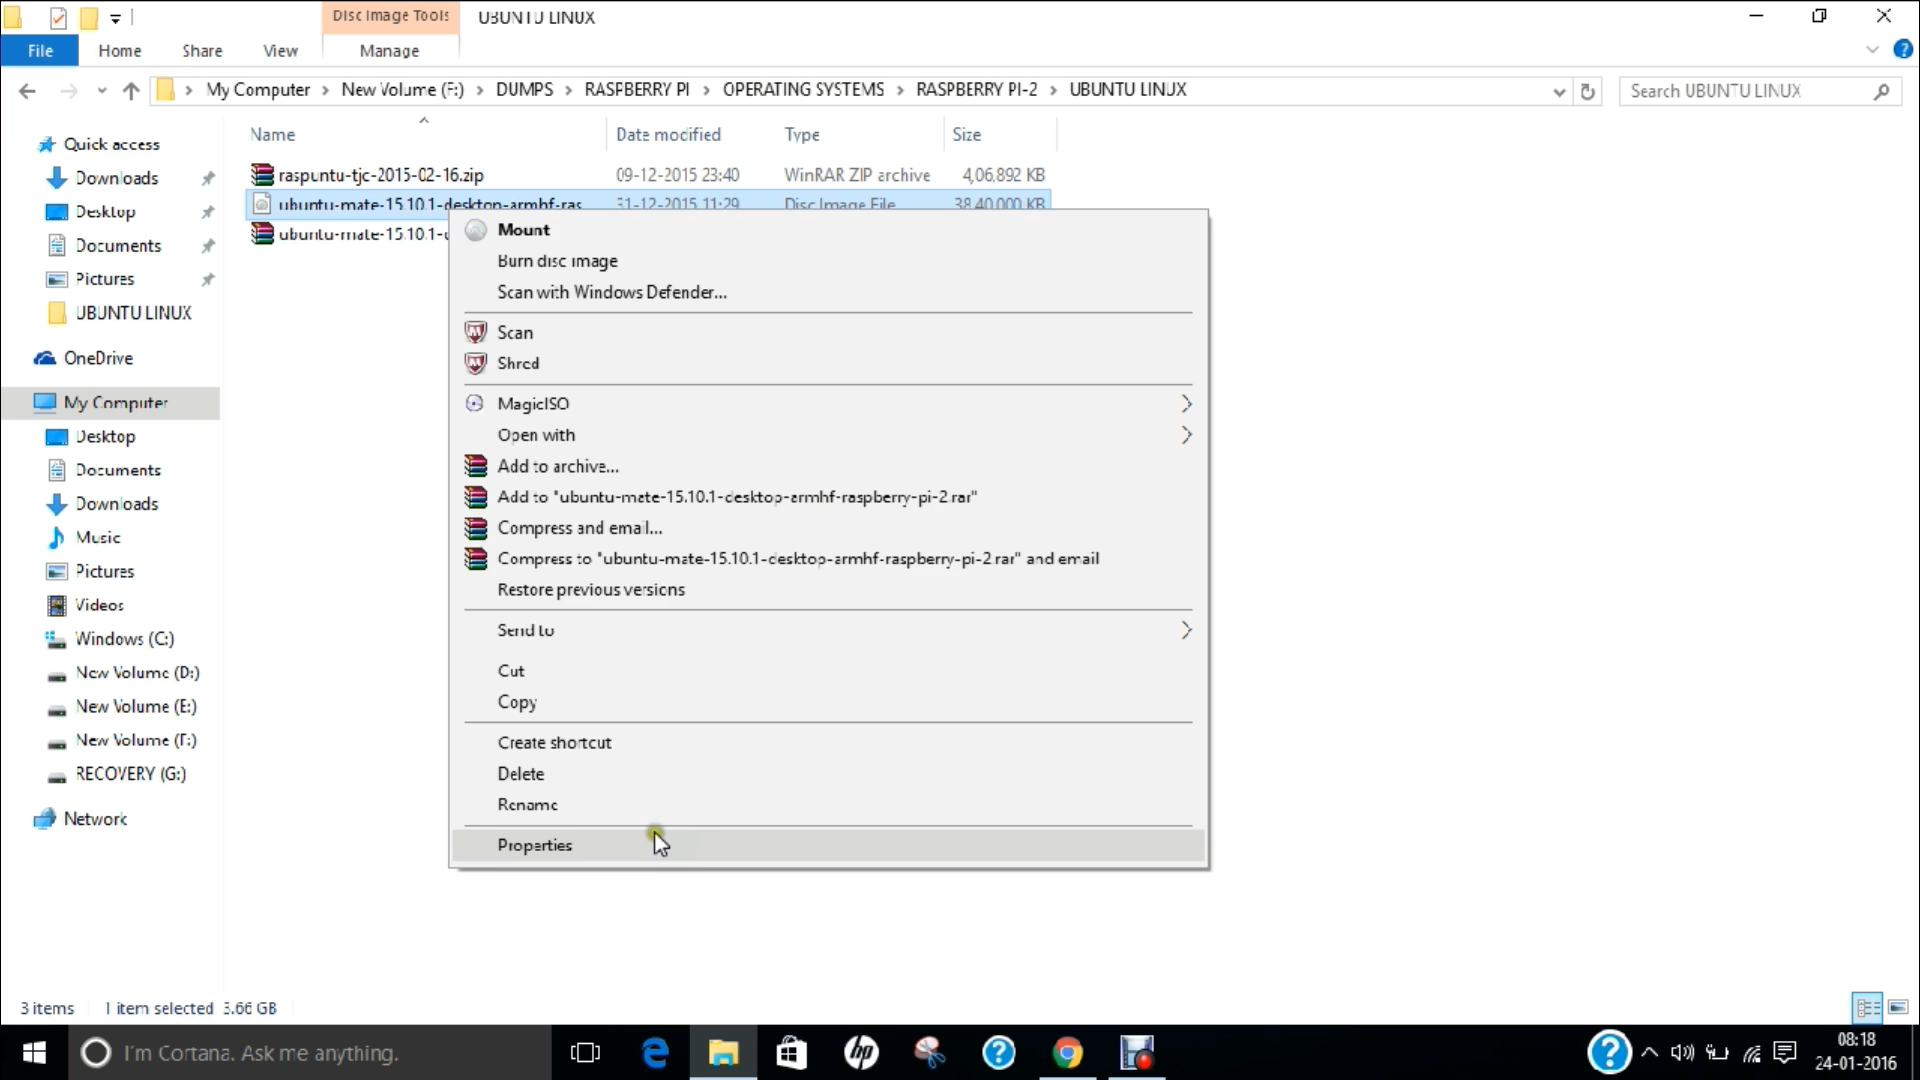 Disc Image Tools
UBUNTU LINUX
File
Home
Share
View
Manage
My Computer
New Volume (F:)
DUMPS
RASPBERRY PI
OPERATING SYSTEMS
RASPBERRY PI-2
UBUNTU LINUX
Search UBUNTU LINUX
Name
Date modified
Type
Size
raspuntu-tjc-2015-02-16.zip
09-12-2015 23:40
WinRAR ZIP archive
4,06,892 KB
ubuntu-mate-15.10.1-desktop-armhf-ras
31-12-2015 11:29
Disc Image File
38,40,000 KB
ubuntu-mate-15.10.1-
Quick access
Downloads
Desktop
Documents
Pictures
UBUNTU LINUX
OneDrive
My Computer
Desktop
Documents
Downloads
Music
Pictures
Videos
Windows (C:)
New Volume (D:)
New Volume (E:)
New Volume (F:)
RECOVERY (G:)
Network
Mount
Burn disc image
Scan with Windows Defender...
Scan
Shred
MagicISO
Open with
Add to archive...
Add to "ubuntu-mate-15.10.1-desktop-armhf-raspberry-pi-2.rar"
Compress and email...
Compress to "ubuntu-mate-15.10.1-desktop-armhf-raspberry-pi-2.rar" and email
Restore previous versions
Send to
Cut
Copy
Create shortcut
Delete
Rename
Properties
3 items
1 item selected 3.66 GB
I'm Cortana. Ask me anything.
hp
08:18
24-01-2016